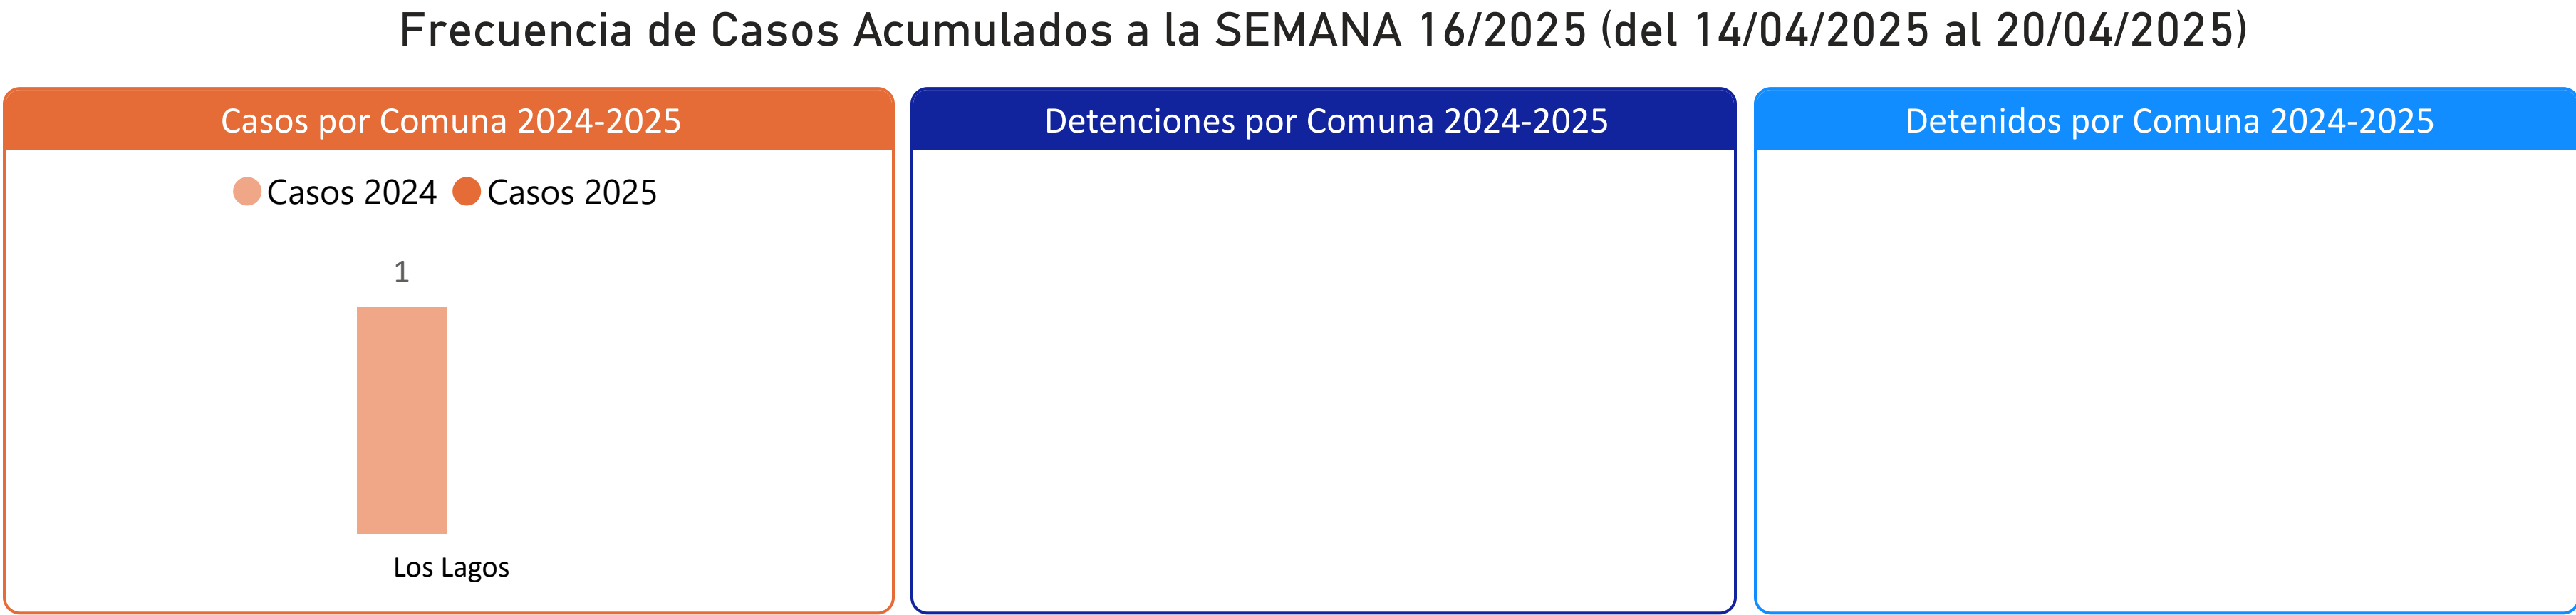 Frecuencia de Casos Acumulados a la SEMANA 16/2025 (del 14/04/2025 al 20/04/2025)
Casos por Comuna 2024-2025
Casos 2024 Casos 2025
1
Los Lagos
Detenciones por Comuna 2024-2025
Detenidos por Comuna 2024-2025